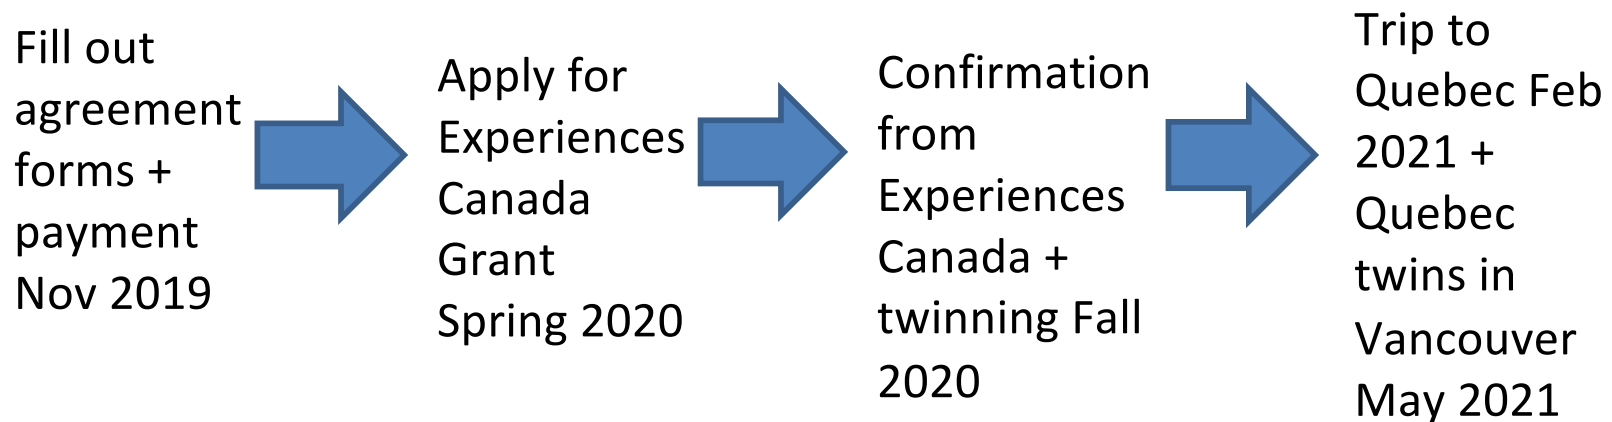 Fill out
agreement
forms +
payment
Nov 2019
Apply for
Experiences
Canada
Grant
Spring 2020
Confirmation
from
Experiences
Canada +
twinning Fall
2020
Trip to
Quebec Feb
2021 +
Quebec
twins in
Vancouver
May 2021